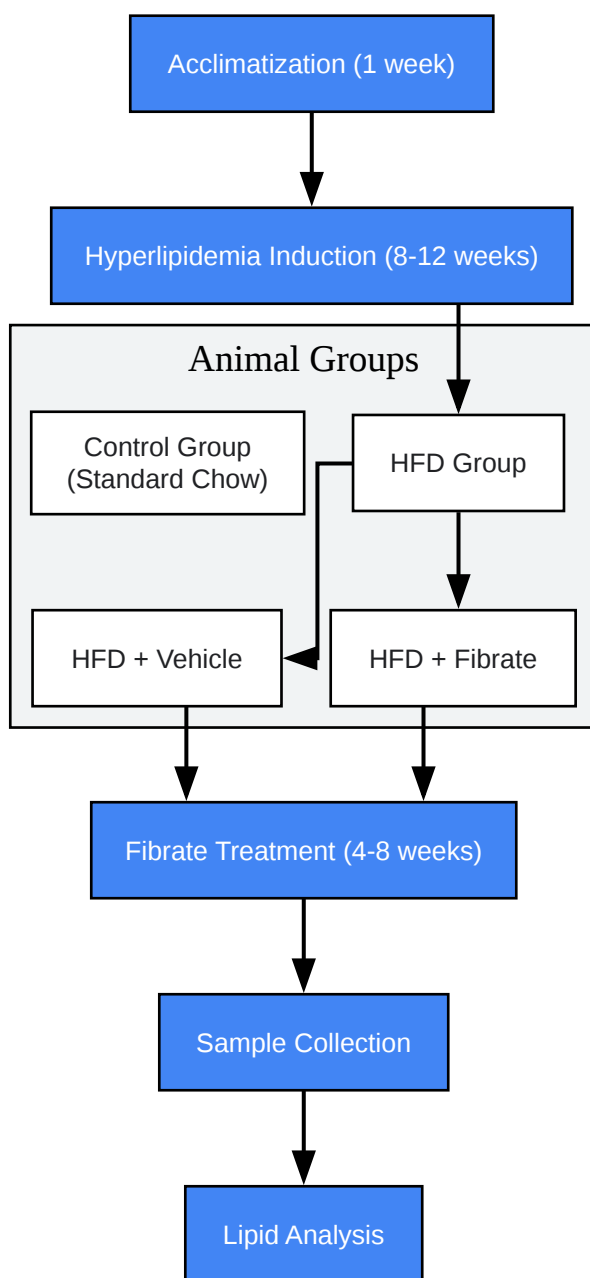 Acclimatization (1 week)
Hyperlipidemia Induction (8-12 weeks)
Animal Groups
Control Group
(Standard Chow)
HFD Group
HFD + Vehicle
HFD + Fibrate
Fibrate Treatment (4-8 weeks)
Sample Collection
Lipid Analysis